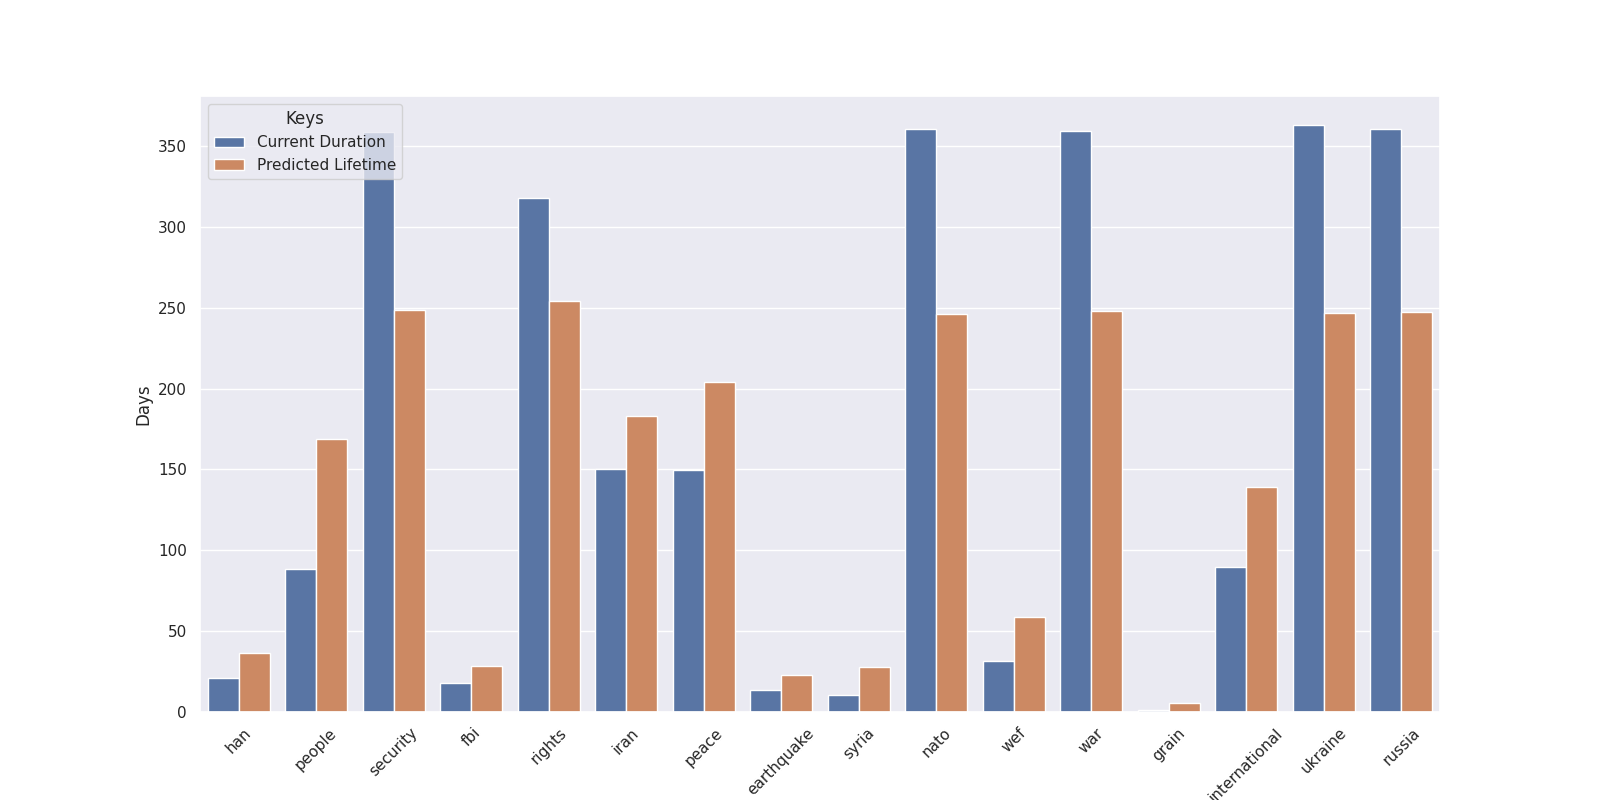 Keys
Current Duration
Predicted Lifetime
350
300
250
200
150
100
50
0
Days
han
people
security
fbi
rights
iran
peace
earthquake
syria
nato
wef
war
grain
international
ukraine
russia